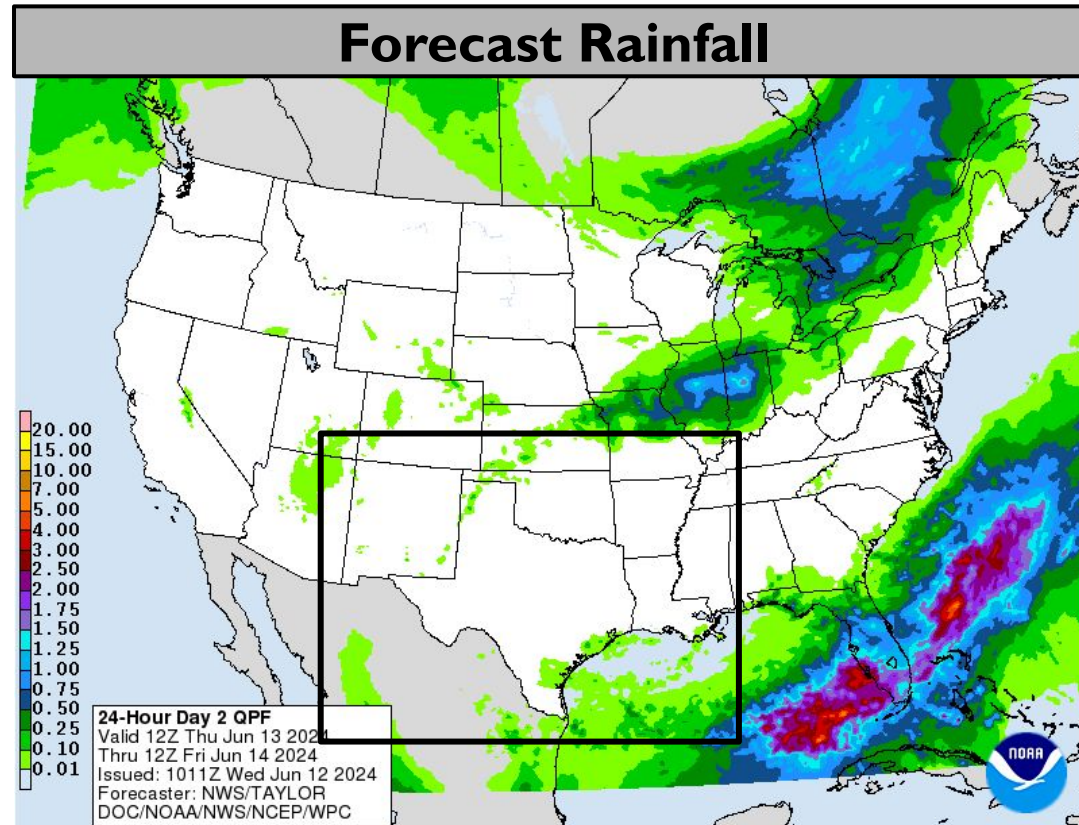 Forecast Rainfall
20.00
15.00
10.00
7.00
5.00
4.00
3.00
2.50
2.00
1.75
1.50
1.25
1.00
0.75
0.50
0.25
0.10
0.01
24-Hour Day 2 QPF
Valid 12Z Thu Jun 13 2024
Thru 12Z Fri Jun 14 2024
Issued: 1011Z Wed Jun 12 2024
Forecaster: NWS/TAYLOR
DOC/NOAA/NWS/NCEP/WPC
NOAA